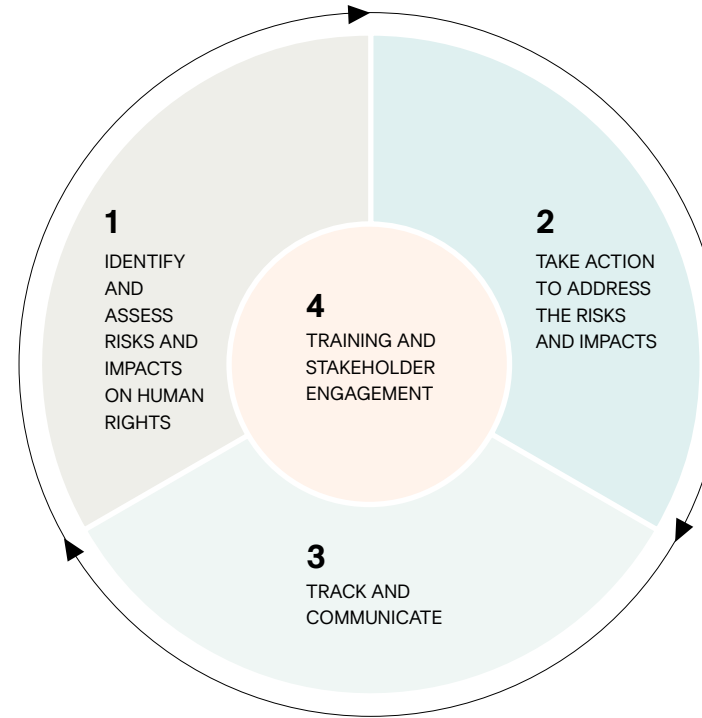 1
IDENTIFY
AND
ASSESS
RISKS AND
IMPACTS
ON HUMAN
RIGHTS
2
TAKE ACTION
TO ADDRESS
THE RISKS
AND IMPACTS
3
TRACK AND
COMMUNICATE
4
TRAINING AND
STAKEHOLDER
ENGAGEMENT